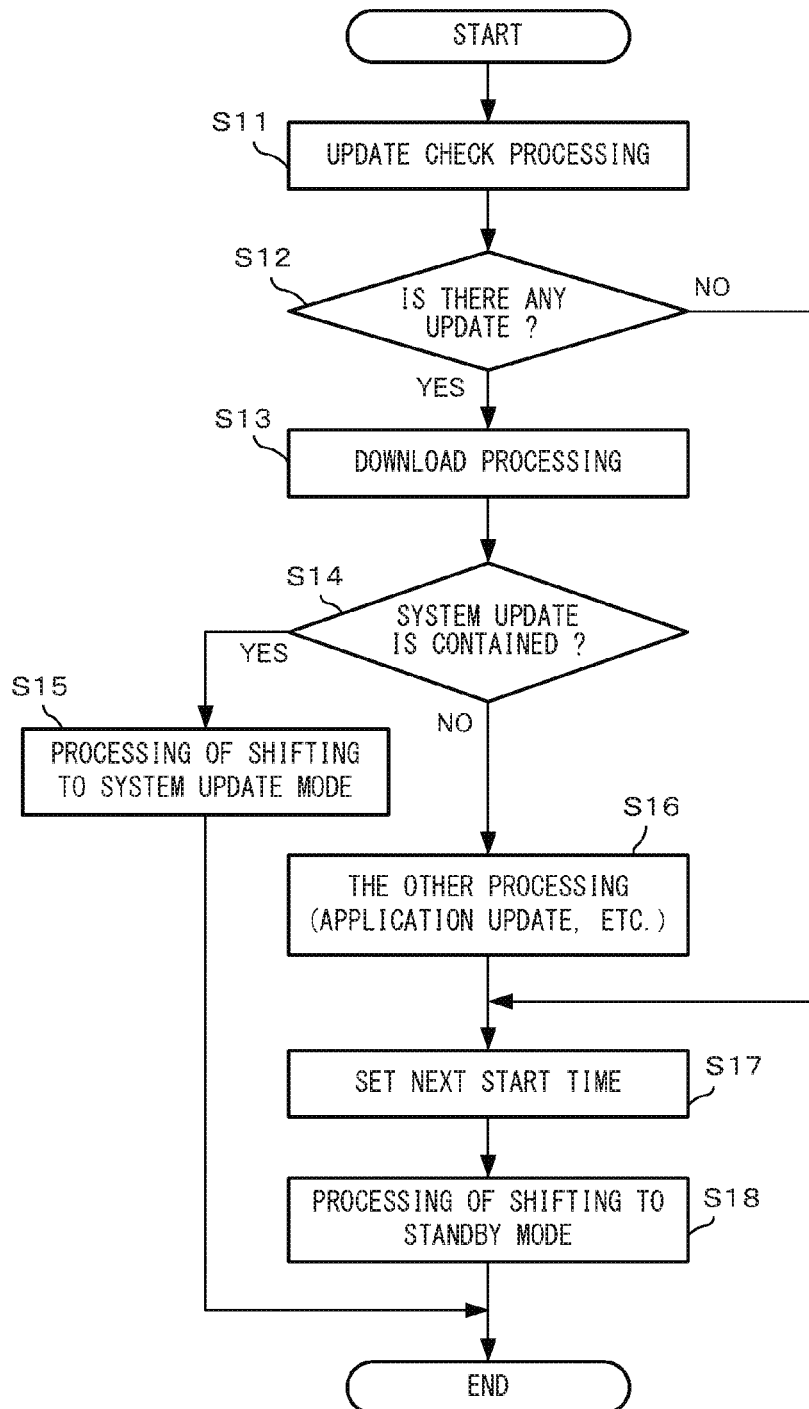 START
S11
UPDATE CHECK PROCESSING
S12
IS THERE ANY
UPDATE ?
NO
YES
S13
DOWNLOAD PROCESSING
S14
SYSTEM UPDATE
IS CONTAINED ?
YES
NO
S15
PROCESSING OF SHIFTING
TO SYSTEM UPDATE MODE
S16
THE OTHER PROCESSING
(APPLICATION UPDATE, ETC.)
SET NEXT START TIME
S17
PROCESSING OF SHIFTING TO
STANDBY MODE
S18
END